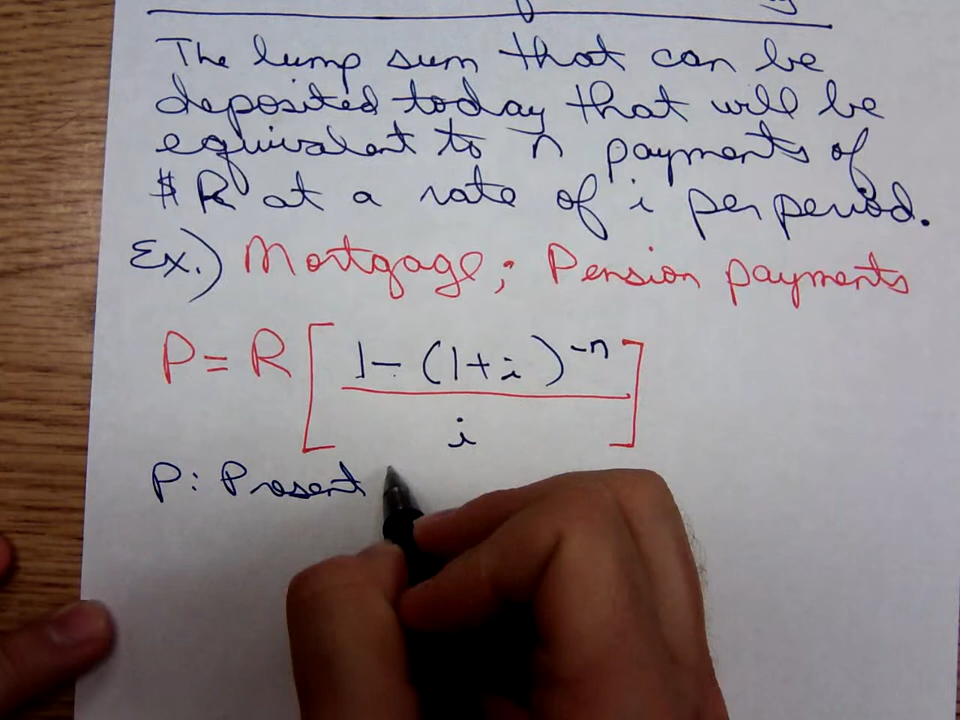 The lump sum that can be
deposited today that will be
equivalent to n payments of
$R at a rate of i per period.
Ex.) Mortgage; Pension payments
P = R [ 1 - (1 + i)^-n ]
i
P: Present